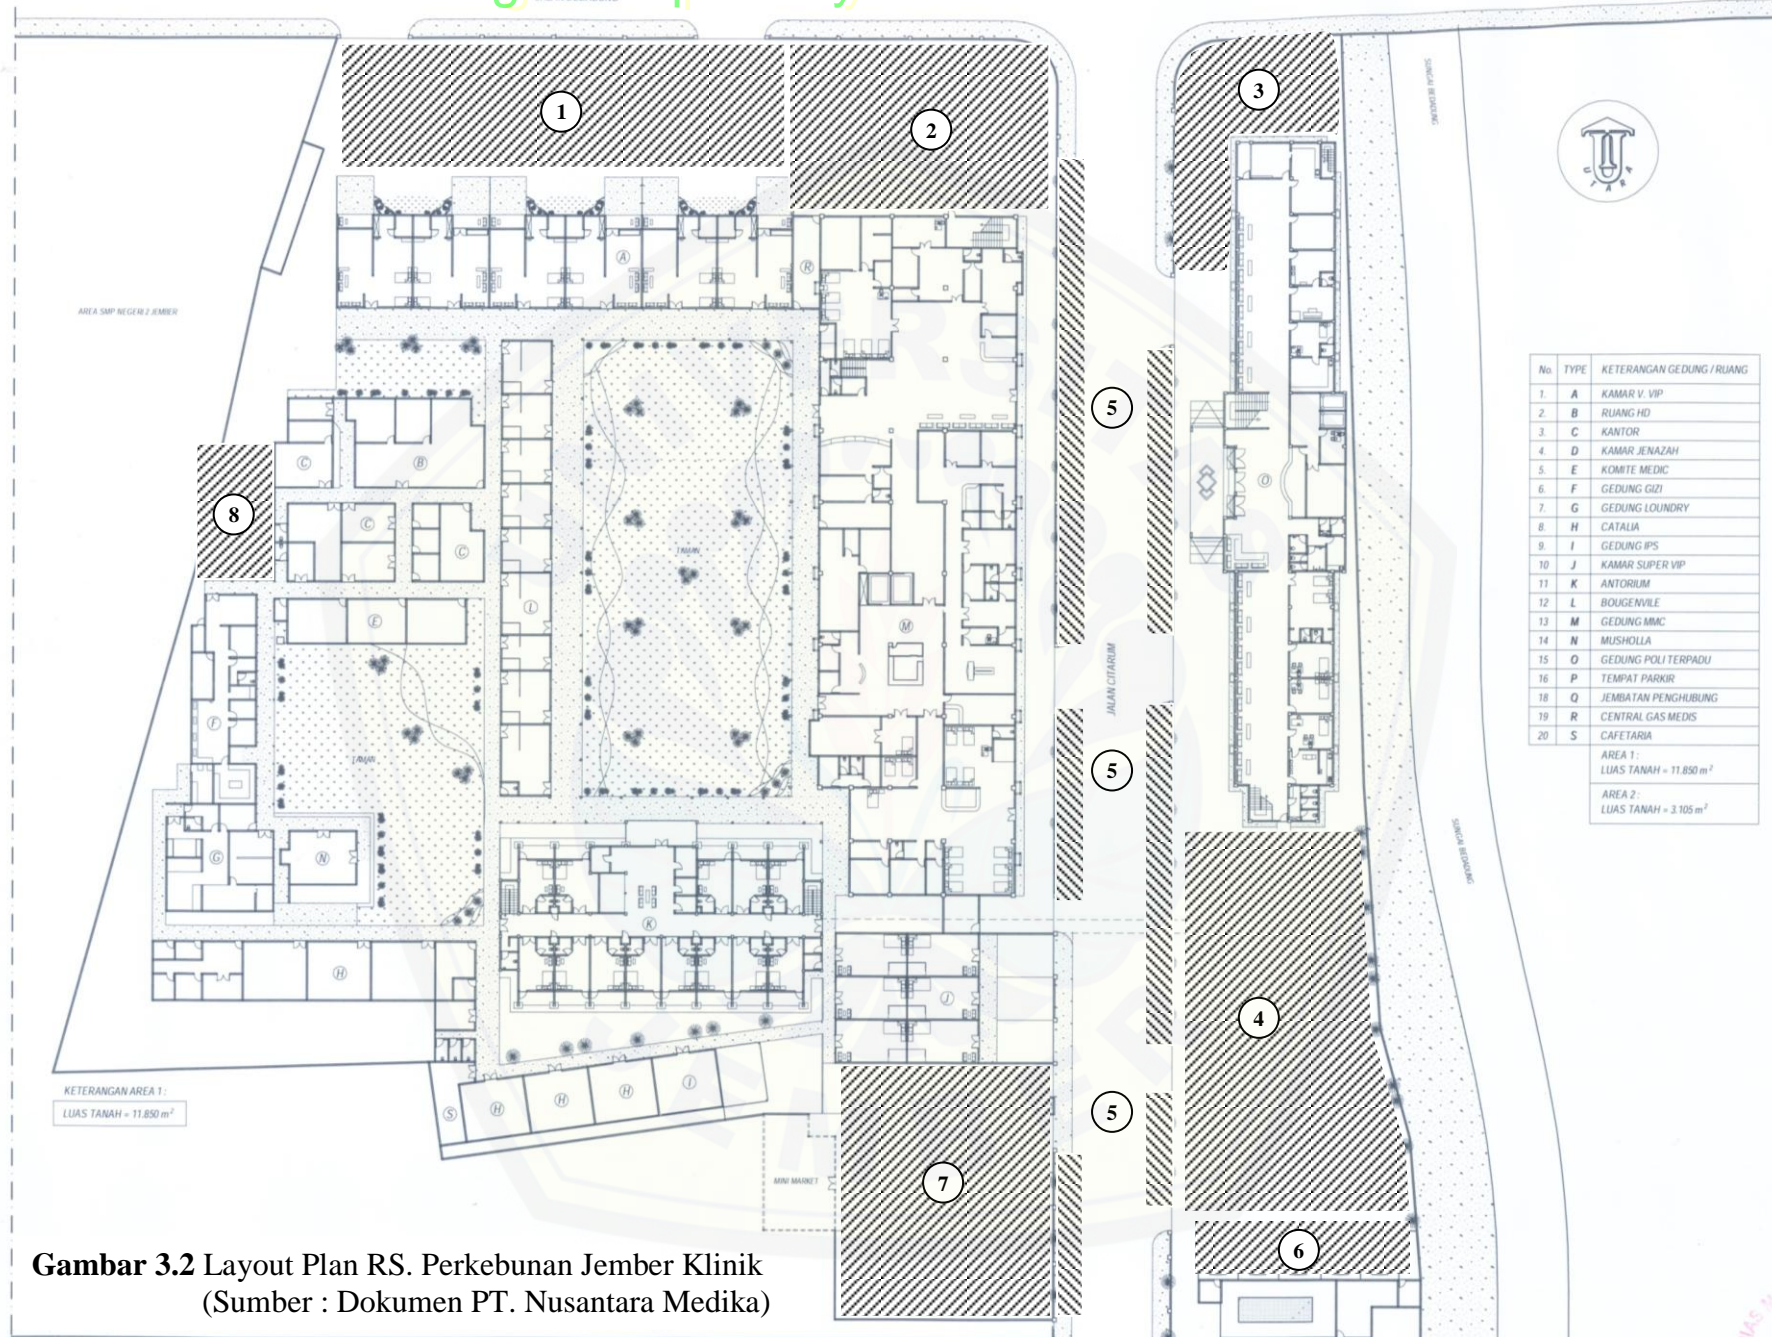 1
2
3
SUNGAI BEDADUNG
UTARA
A
R
AREA SMP NEGERI 2 JEMBER
5
C
B
O
8
C
C
TAMAN
L
E
M
F
JALAN CITARUM
TAMAN
5
G
N
K
SUNGAI BEDADUNG
H
J
4
KETERANGAN AREA 1 :
LUAS TANAH = 11.850 m²
S
H
H
H
I
5
MINI MARKET
7
6
No. TYPE KETERANGAN GEDUNG / RUANG
1. A KAMAR V. VIP
2. B RUANG HD
3. C KANTOR
4. D KAMAR JENAZAH
5. E KOMITE MEDIC
6. F GEDUNG GIZI
7. G GEDUNG LOUNDRY
8. H CATALIA
9. I GEDUNG IPS
10 J KAMAR SUPER VIP
11 K ANTORIUM
12 L BOUGENVILE
13 M GEDUNG MMC
14 N MUSHOLLA
15 O GEDUNG POLI TERPADU
16 P TEMPAT PARKIR
18 Q JEMBATAN PENGHUBUNG
19 R CENTRAL GAS MEDIS
20 S CAFETARIA
AREA 1 :
LUAS TANAH = 11.850 m²
AREA 2 :
LUAS TANAH = 3.105 m²
Gambar 3.2 Layout Plan RS. Perkebunan Jember Klinik
(Sumber : Dokumen PT. Nusantara Medika)